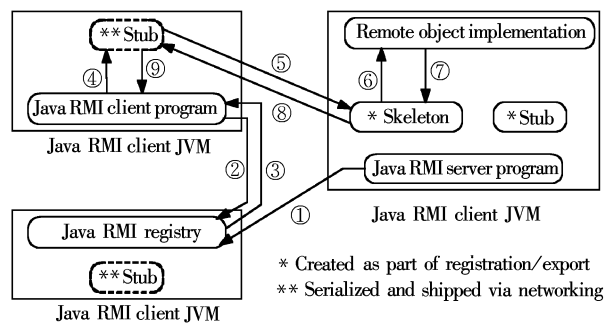 ** Stub
④
⑨
Java RMI client program
Java RMI client JVM
⑤
⑧
Remote object implementation
⑥
⑦
* Skeleton
* Stub
Java RMI server program
Java RMI client JVM
②
③
①
Java RMI registry
** Stub
Java RMI client JVM
* Created as part of registration/export
** Serialized and shipped via networking